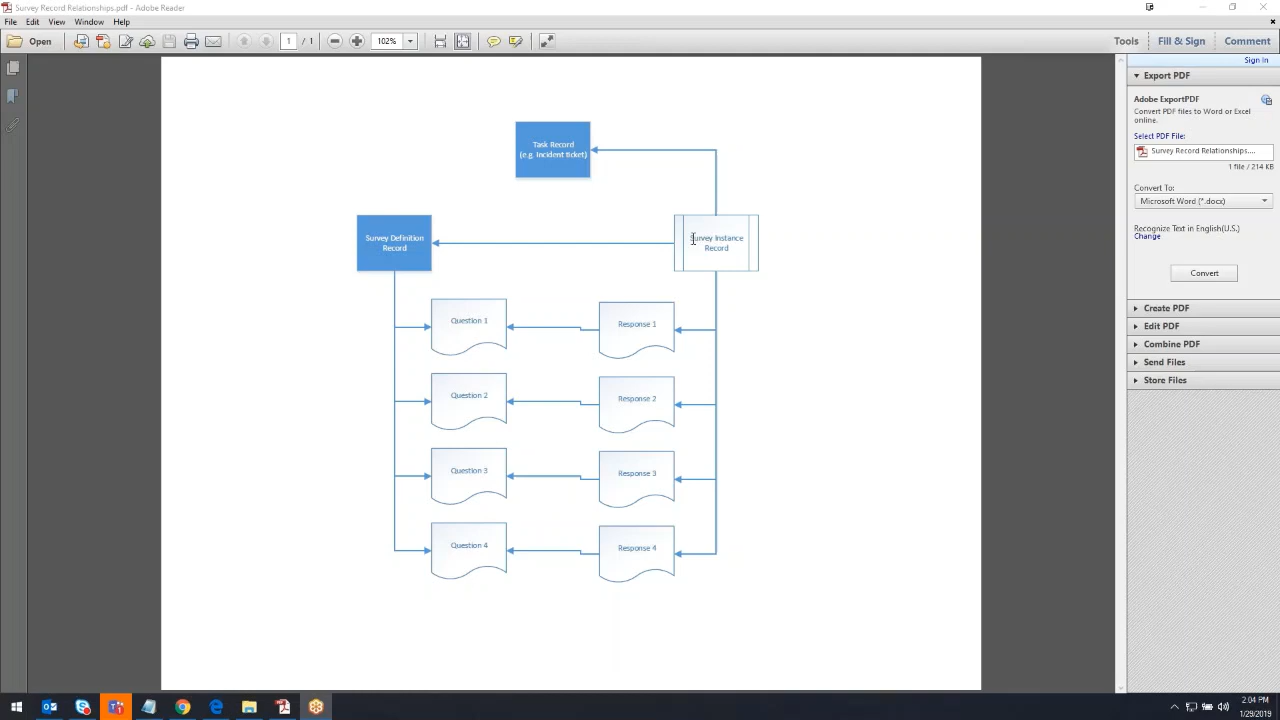 Survey Record Relationships.pdf - Adobe Reader
File Edit View Window Help
Open 1 / 1 102% Tools Fill & Sign Comment
Sign In
Export PDF
Adobe ExportPDF
Convert PDF files to Word or Excel
online.
Select PDF File:
Survey Record Relationships....
1 file / 214 KB
Convert To:
Microsoft Word (*.docx)
Recognize Text in English(U.S.)
Change
Convert
Create PDF
Edit PDF
Combine PDF
Send Files
Store Files
Task Record
(e.g. Incident ticket)
Survey Definition
Record
Survey Instance
Record
Question 1
Response 1
Question 2
Response 2
Question 3
Response 3
Question 4
Response 4
2:04 PM
1/29/2019